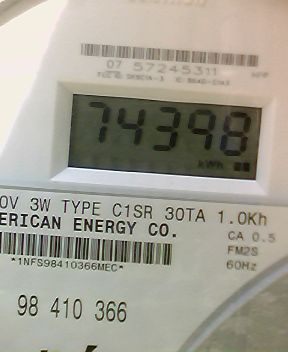 07 57245311
74398
kWh
0V 3W TYPE C1SR 30TA 1.0Kh
ERICAN ENERGY CO.
CA 0.5
FM2S
60Hz
*1NFS98410366MEC*
98 410 366